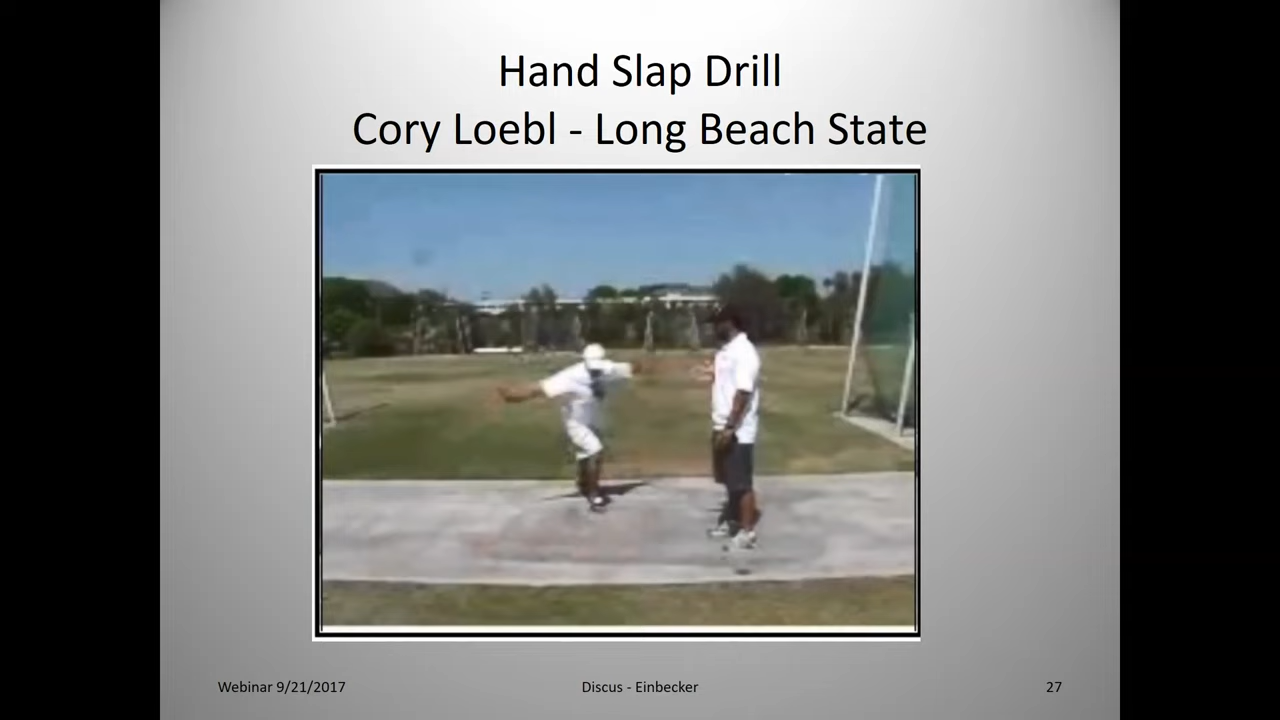 Hand Slap Drill
Cory Loebl - Long Beach State
Webinar 9/21/2017
Discus - Einbecker
27